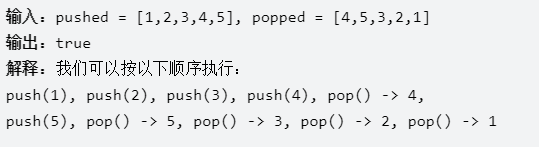 输入：pushed = [1,2,3,4,5], popped = [4,5,3,2,1]
输出：true
解释：我们可以按以下顺序执行：
push(1), push(2), push(3), push(4), pop() -> 4,
push(5), pop() -> 5, pop() -> 3, pop() -> 2, pop() -> 1